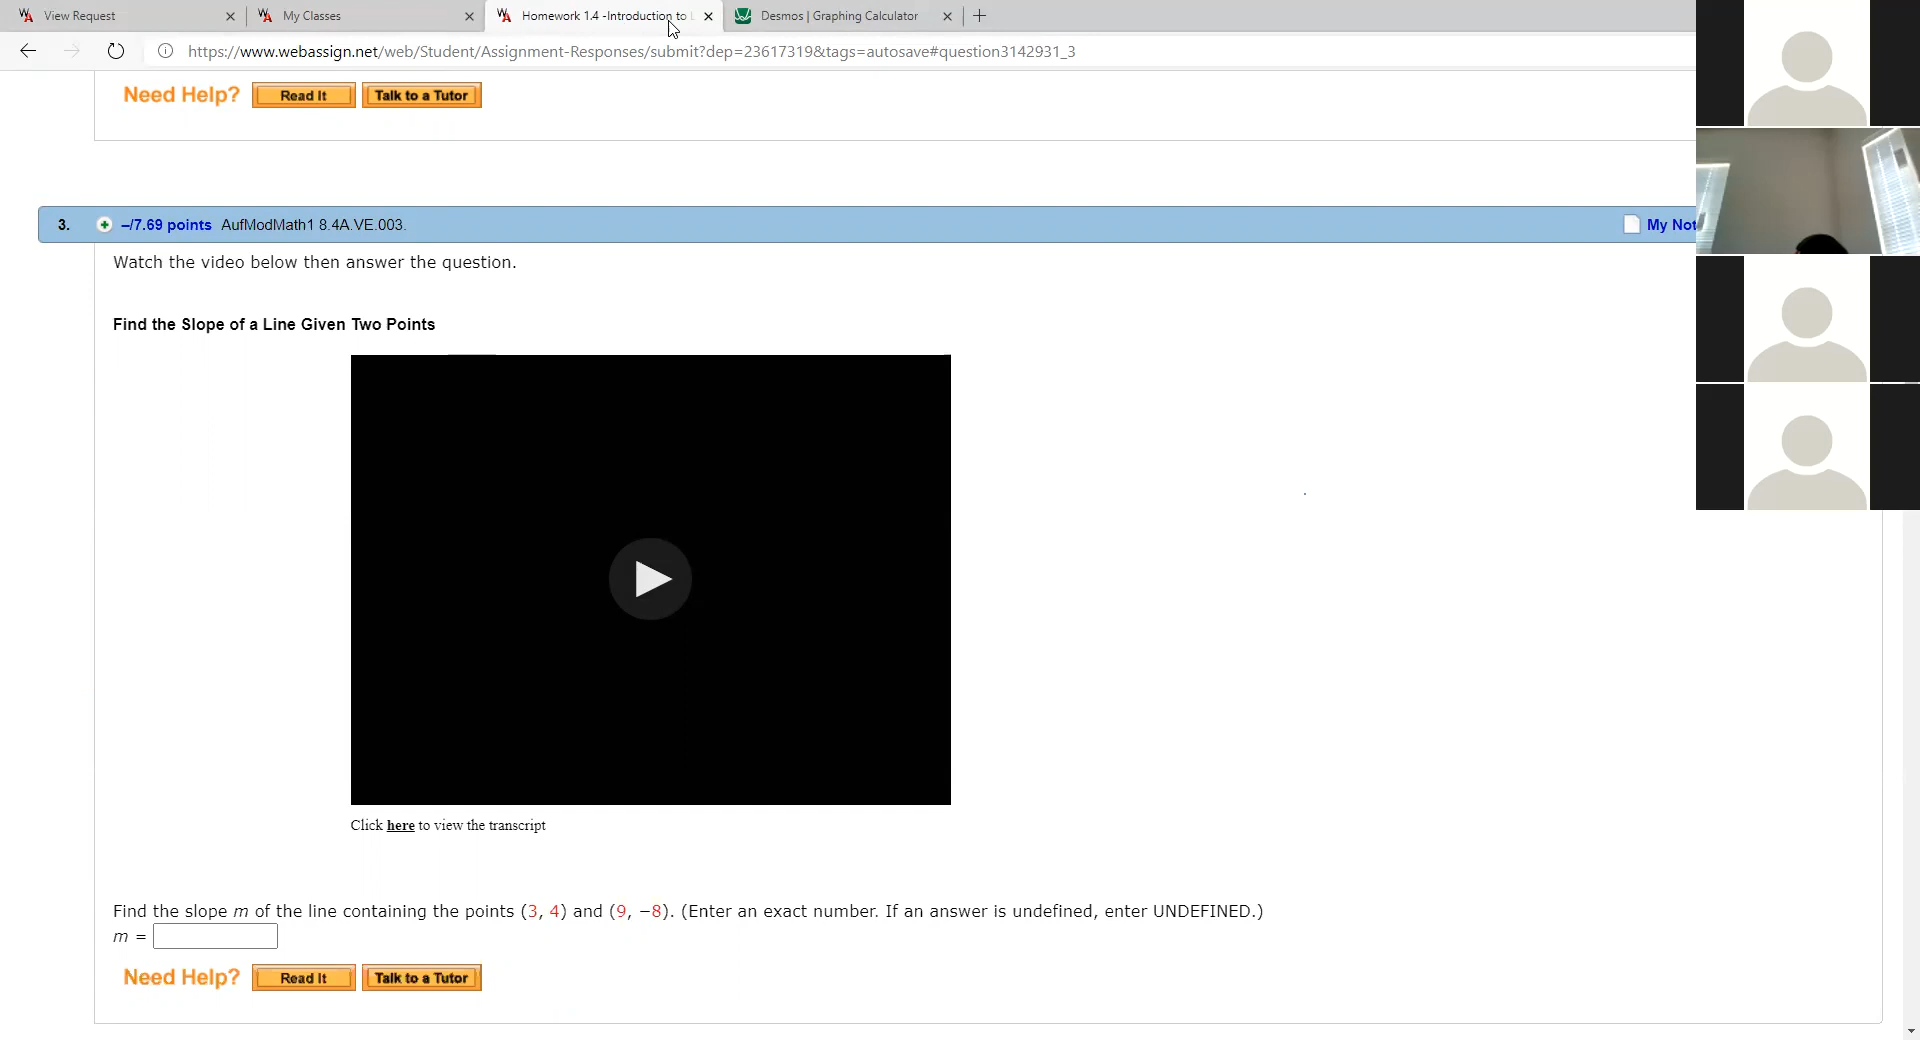 View Request
My Classes
Homework 1.4 -Introduction to L
Desmos | Graphing Calculator
https://www.webassign.net/web/Student/Assignment-Responses/submit?dep=23617319&tags=autosave#question3142931_3
Need Help? Read It Talk to a Tutor
3. –/7.69 points AufModMath1 8.4A.VE.003. My Not
Watch the video below then answer the question.
Find the Slope of a Line Given Two Points
Click here to view the transcript
Find the slope m of the line containing the points (3, 4) and (9, −8). (Enter an exact number. If an answer is undefined, enter UNDEFINED.)
m =
Need Help? Read It Talk to a Tutor